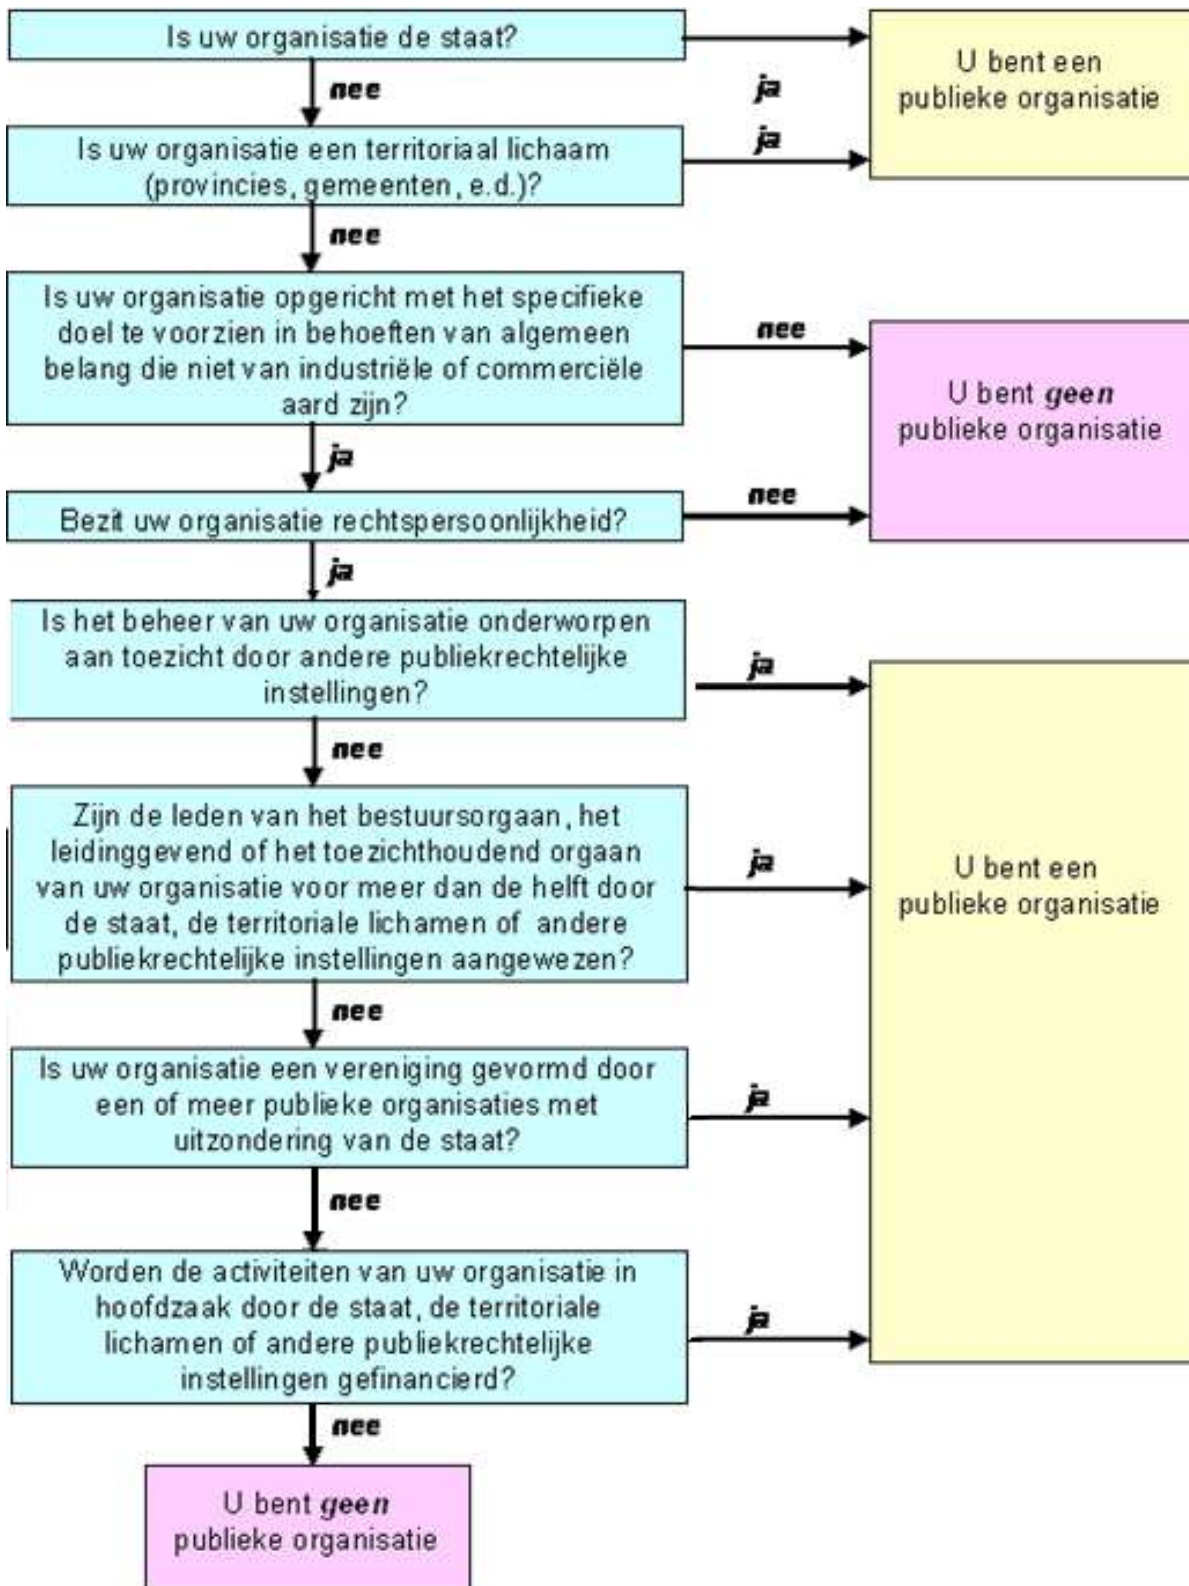 Is uw organisatie de staat?
ja
U bent een
publieke organisatie
nee
Is uw organisatie een territoriaal lichaam
(provincies, gemeenten, e.d.)?
ja
nee
Is uw organisatie opgericht met het specifieke
doel te voorzien in behoeften van algemeen
belang die niet van industriële of commerciële
aard zijn?
nee
U bent geen
publieke organisatie
ja
Bezit uw organisatie rechtspersoonlijkheid?
nee
ja
Is het beheer van uw organisatie onderworpen
aan toezicht door andere publiekrechtelijke
instellingen?
ja
nee
Zijn de leden van het bestuursorgaan, het
leidinggevend of het toezichthoudend orgaan
van uw organisatie voor meer dan de helft door
de staat, de territoriale lichamen of andere
publiekrechtelijke instellingen aangewezen?
ja
U bent een
publieke organisatie
nee
Is uw organisatie een vereniging gevormd door
een of meer publieke organisaties met
uitzondering van de staat?
ja
nee
Worden de activiteiten van uw organisatie in
hoofdzaak door de staat, de territoriale
lichamen of andere publiekrechtelijke
instellingen gefinancierd?
ja
nee
U bent geen
publieke organisatie